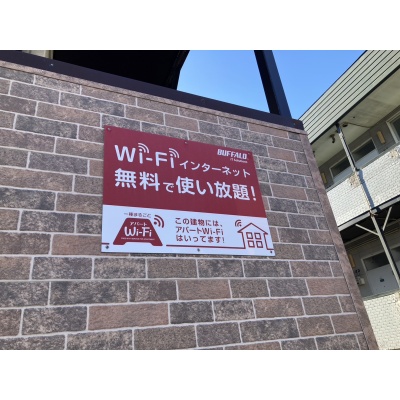 BUFFALO
Wi-Fi インターネット
無料で使い放題!
一棟まるごと
アパート
Wi-Fi
この建物には、
アパートWi-Fi
はいってます!